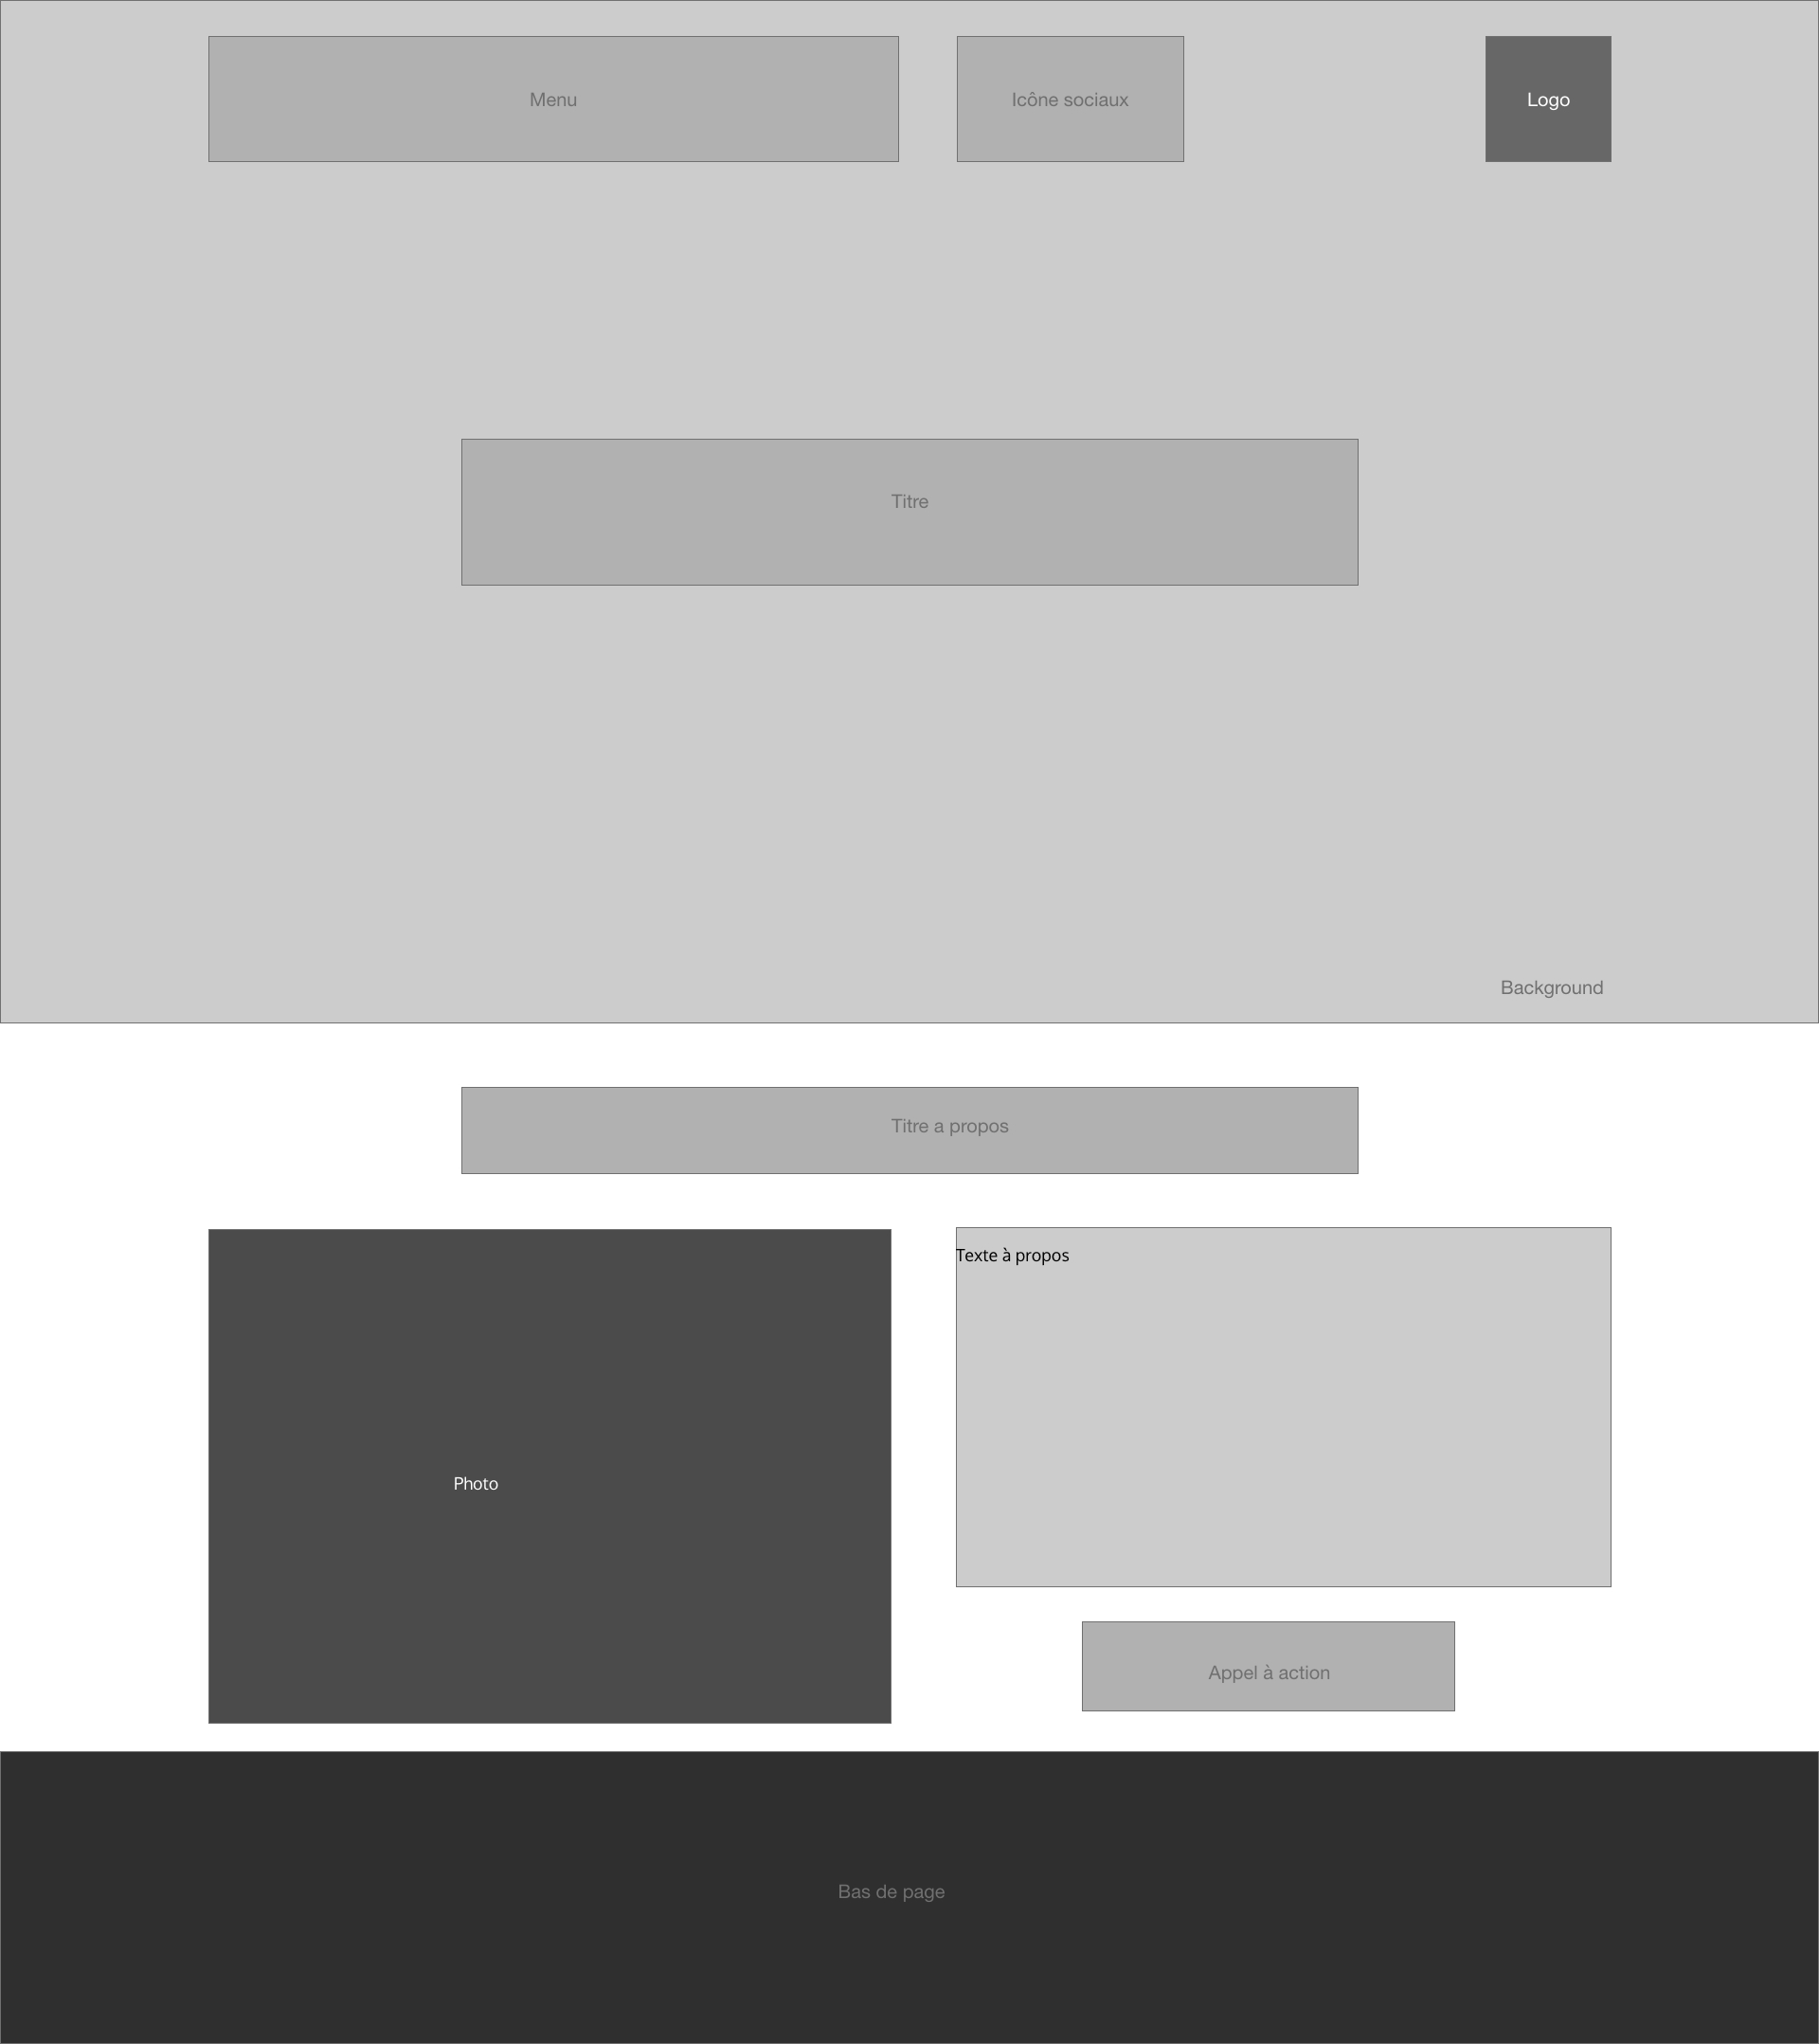 Menu
Icône sociaux
Logo
Titre
Background
Titre a propos
Texte à propos
Photo
Appel à action
Bas de page